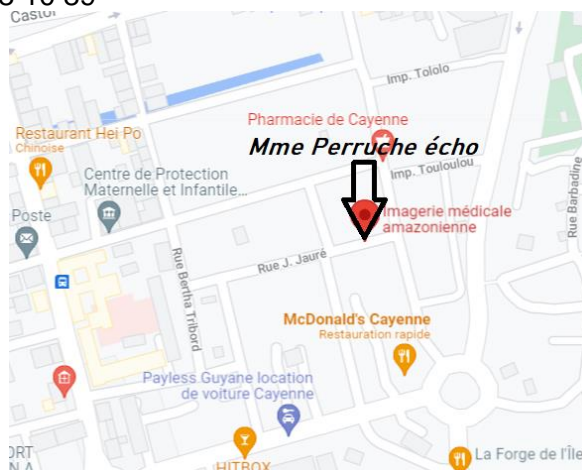 Castor
Imp. Tololo
Pharmacie de Cayenne
Restaurant Hei Po
Chinoise
Mme Perruche écho
Imp. Touloulou
Centre de Protection
Maternelle et Infantile...
Imagerie médicale
amazonienne
Rue Barbadine
Poste
Rue J. Jauré
Rue Bertha Tribord
McDonald's Cayenne
Restauration rapide
Payless Guyane location
de voiture Cayenne
HITBOX
La Forge de l'Île